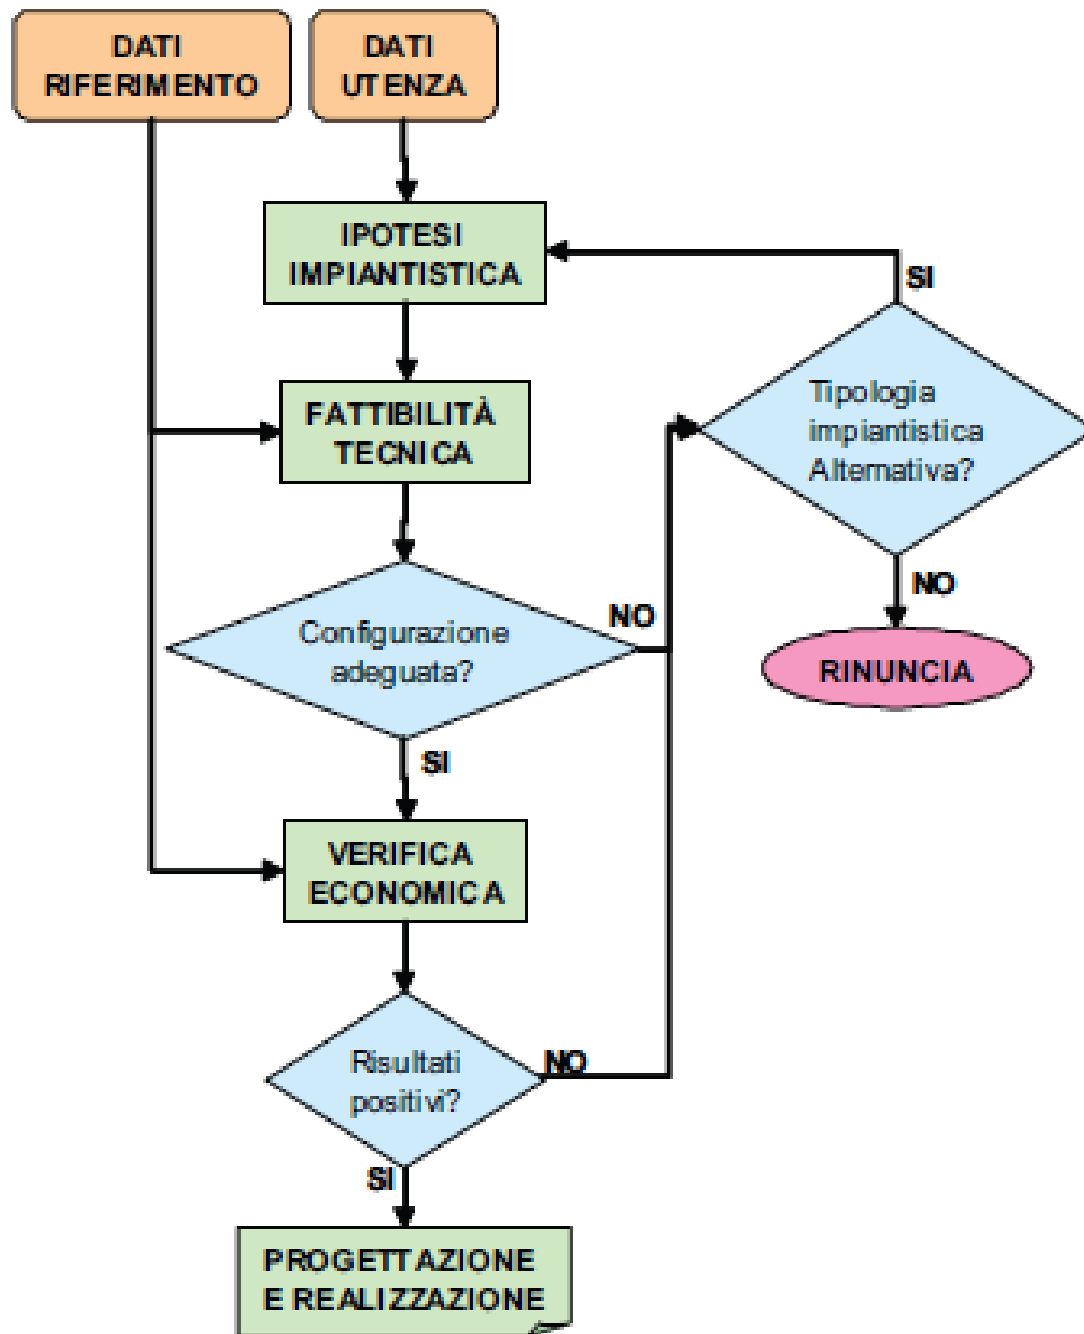 DATI
RIFERIMENTO
DATI
UTENZA
IPOTESI
IMPIANTISTICA
SI
FATTIBILITÀ
TECNICA
Tipologia
impiantistica
Alternativa?
NO
Configurazione
adeguata?
NO
RINUNCIA
SI
VERIFICA
ECONOMICA
Risultati
positivi?
NO
SI
PROGETTAZIONE
E REALIZZAZIONE